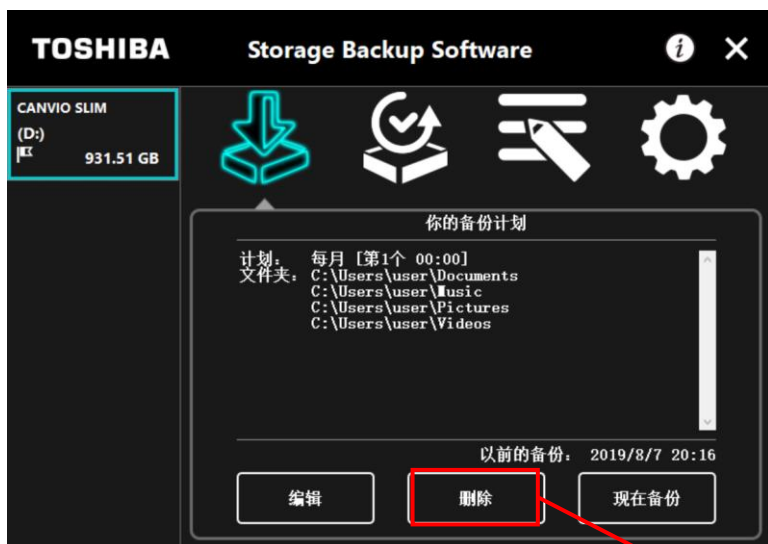 TOSHIBA
Storage Backup Software
CANVIO SLIM
(D:)
931.51 GB
你的备份计划
计划: 每月 [第1个 00:00]
文件夹: C:\Users\user\Documents
C:\Users\user\Music
C:\Users\user\Pictures
C:\Users\user\Videos
以前的备份: 2019/8/7 20:16
编辑
删除
现在备份